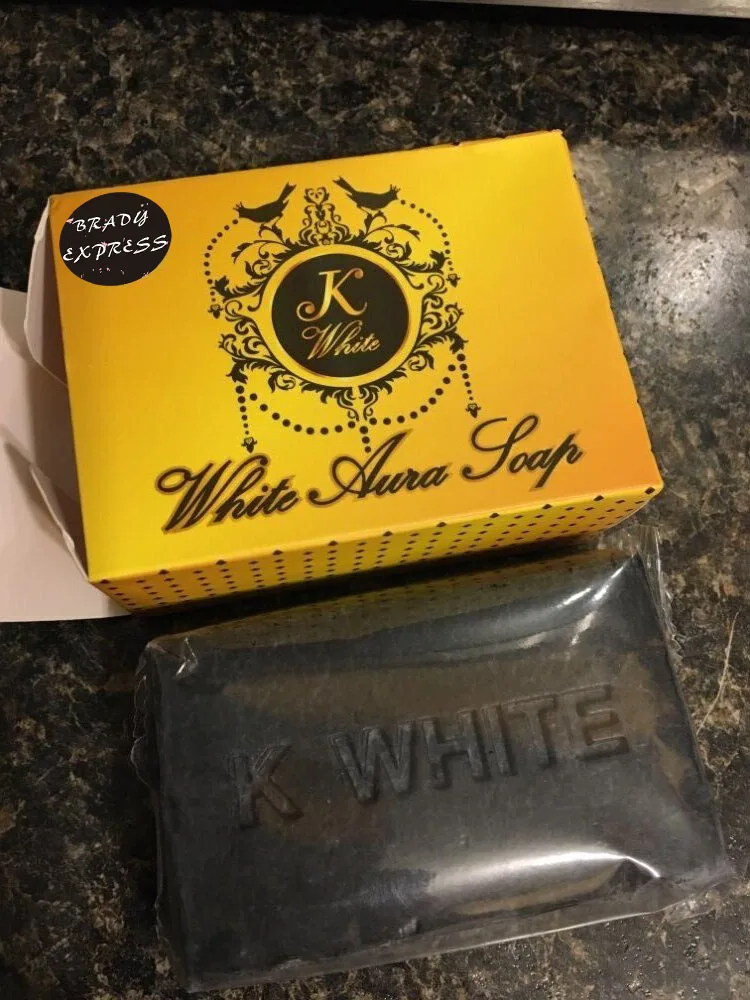 BRADY
EXPRESS
K
White
White Aura Soap
K WHITE